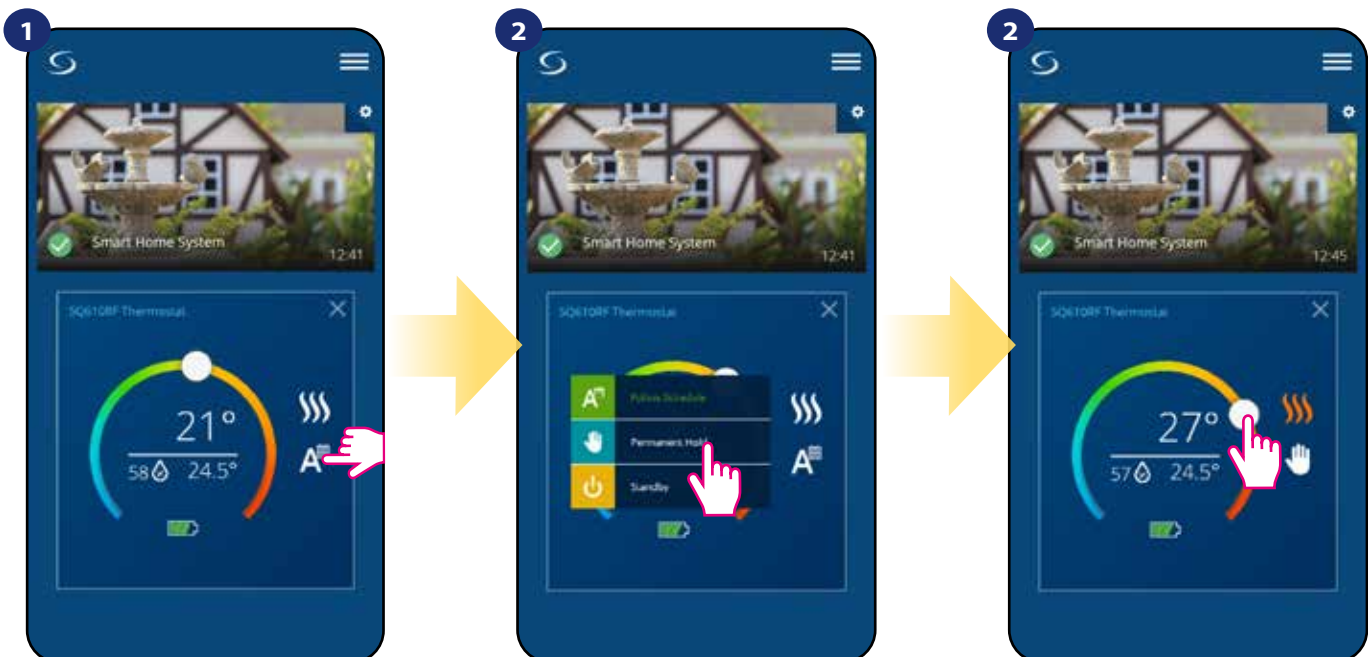 1
Smart Home System
12:41
SQ610RF Thermostat
21°
58 24.5°
A
2
Smart Home System
12:41
SQ610RF Thermostat
A Follow Schedule
Permanent Hold
Standby
A
2
Smart Home System
12:45
SQ610RF Thermostat
27°
57 24.5°